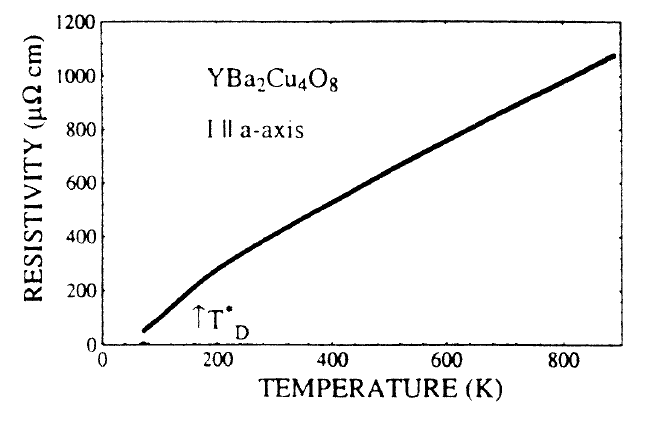 1200
1000
800
600
400
200
0
RESISTIVITY (μΩ cm)
YBa₂Cu₄O₈
I || a-axis
↑T*D
0 200 400 600 800
TEMPERATURE (K)